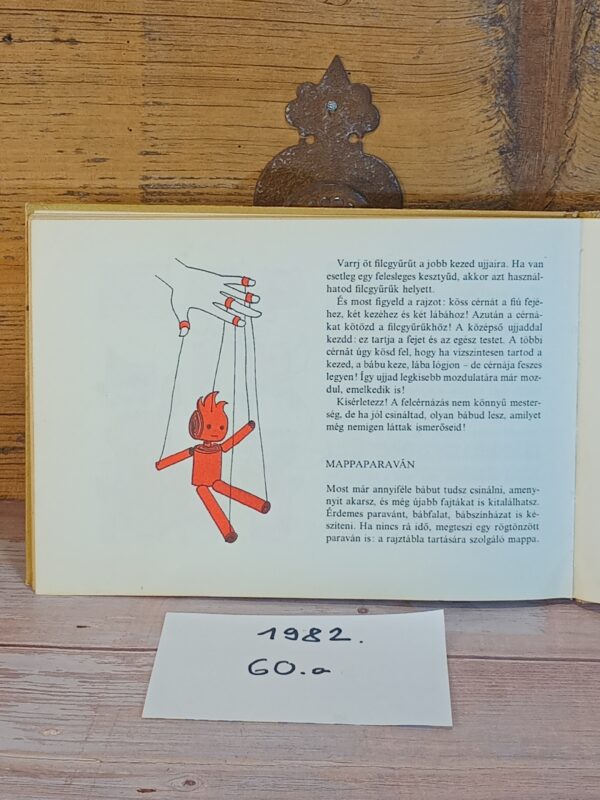 Varrj öt filcgyűrűt a jobb kezed ujjaira. Ha van
esetleg egy felesleges kesztyűd, akkor azt használ-
hatod filcgyűrűk helyett.
És most figyeld a rajzot: köss cérnát a fiú fejé-
hez, két kezéhez és két lábához! Azután a cérná-
kat kötözd a filcgyűrűkhöz! A középső ujjaddal
kezdd: ez tartja a fejet és az egész testet. A többi
cérnát úgy kösd fel, hogy ha vízszintesen tartod a
kezed, a bábu keze, lába lógjon – de cérnája feszes
legyen! Így ujjad legkisebb mozdulatára már moz-
dul, emelkedik is!
Kísérletezz! A felcérnázás nem könnyű mester-
ség, de ha jól csináltad, olyan bábud lesz, amilyet
még nemigen láttak ismerőseid!
MAPPAPARAVÁN
Most már annyiféle bábut tudsz csinálni, ameny-
nyit akarsz, és még újabb fajtákat is kitalálhatsz.
Érdemes paravánt, bábfalat, bábszínházat is ké-
szíteni. Ha nincs rá idő, megteszi egy rögtönzött
paraván is: a rajztábla tartására szolgáló mappa.
1982.
60.a